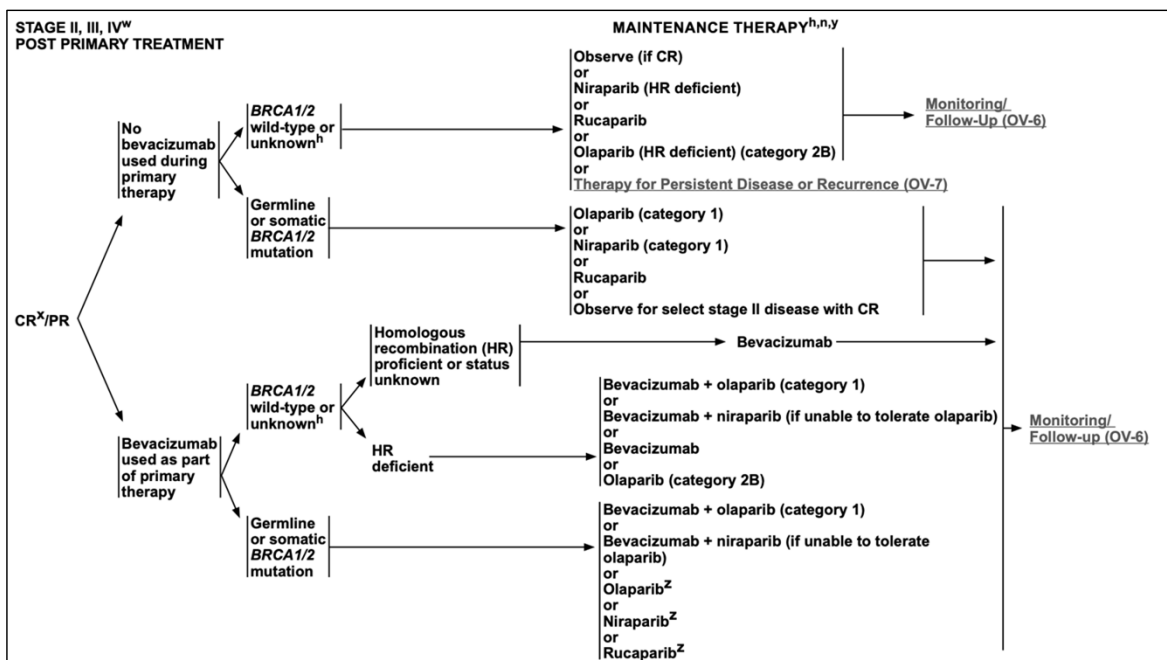 STAGE II, III, IVʷ
POST PRIMARY TREATMENT
MAINTENANCE THERAPYʰ,ⁿ,ʸ
CRˣ/PR
No
bevacizumab
used during
primary
therapy
BRCA1/2
wild-type or
unknownʰ
Observe (if CR)
or
Niraparib (HR deficient)
or
Rucaparib
or
Olaparib (HR deficient) (category 2B)
or
Therapy for Persistent Disease or Recurrence (OV-7)
Monitoring/
Follow-Up (OV-6)
Germline
or somatic
BRCA1/2
mutation
Olaparib (category 1)
or
Niraparib (category 1)
or
Rucaparib
or
Observe for select stage II disease with CR
Bevacizumab
used as part
of primary
therapy
BRCA1/2
wild-type or
unknownʰ
Homologous
recombination (HR)
proficient or status
unknown
Bevacizumab
HR
deficient
Bevacizumab + olaparib (category 1)
or
Bevacizumab + niraparib (if unable to tolerate olaparib)
or
Bevacizumab
or
Olaparib (category 2B)
Germline
or somatic
BRCA1/2
mutation
Bevacizumab + olaparib (category 1)
or
Bevacizumab + niraparib (if unable to tolerate
olaparib)
or
Olaparibᶻ
or
Niraparibᶻ
or
Rucaparibᶻ
Monitoring/
Follow-up (OV-6)